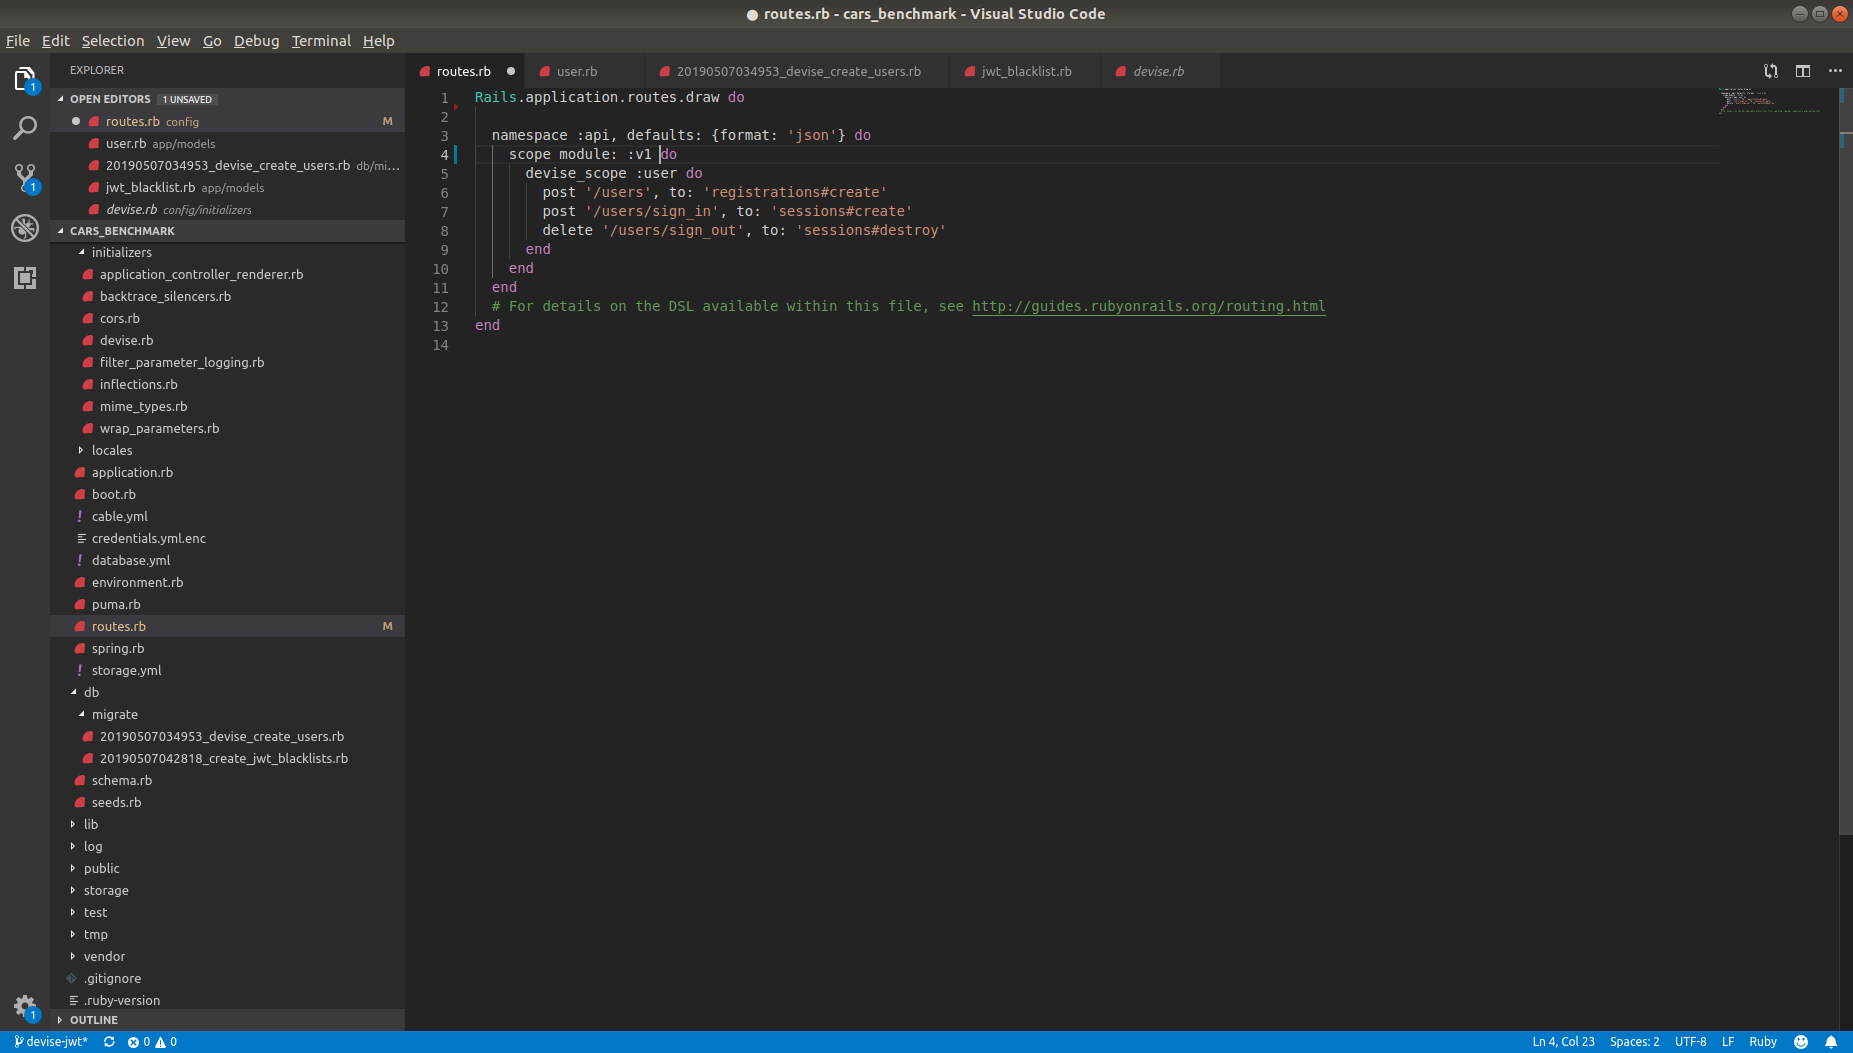 routes.rb - cars_benchmark - Visual Studio Code
File Edit Selection View Go Debug Terminal Help
EXPLORER
OPEN EDITORS 1 UNSAVED
routes.rb config M
user.rb app/models
20190507034953_devise_create_users.rb db/mi...
jwt_blacklist.rb app/models
devise.rb config/initializers
CARS_BENCHMARK
initializers
application_controller_renderer.rb
backtrace_silencers.rb
cors.rb
devise.rb
filter_parameter_logging.rb
inflections.rb
mime_types.rb
wrap_parameters.rb
locales
application.rb
boot.rb
cable.yml
credentials.yml.enc
database.yml
environment.rb
puma.rb
routes.rb M
spring.rb
storage.yml
db
migrate
20190507034953_devise_create_users.rb
20190507042818_create_jwt_blacklists.rb
schema.rb
seeds.rb
lib
log
public
storage
test
tmp
vendor
.gitignore
.ruby-version
OUTLINE
1
1
1
routes.rb user.rb 20190507034953_devise_create_users.rb jwt_blacklist.rb devise.rb
1 Rails.application.routes.draw do
2
3 namespace :api, defaults: {format: 'json'} do
4 scope module: :v1 do
5 devise_scope :user do
6 post '/users', to: 'registrations#create'
7 post '/users/sign_in', to: 'sessions#create'
8 delete '/users/sign_out', to: 'sessions#destroy'
9 end
10 end
11 end
12 # For details on the DSL available within this file, see http://guides.rubyonrails.org/routing.html
13 end
14
devise-jwt* 0 0 Ln 4, Col 23 Spaces: 2 UTF-8 LF Ruby